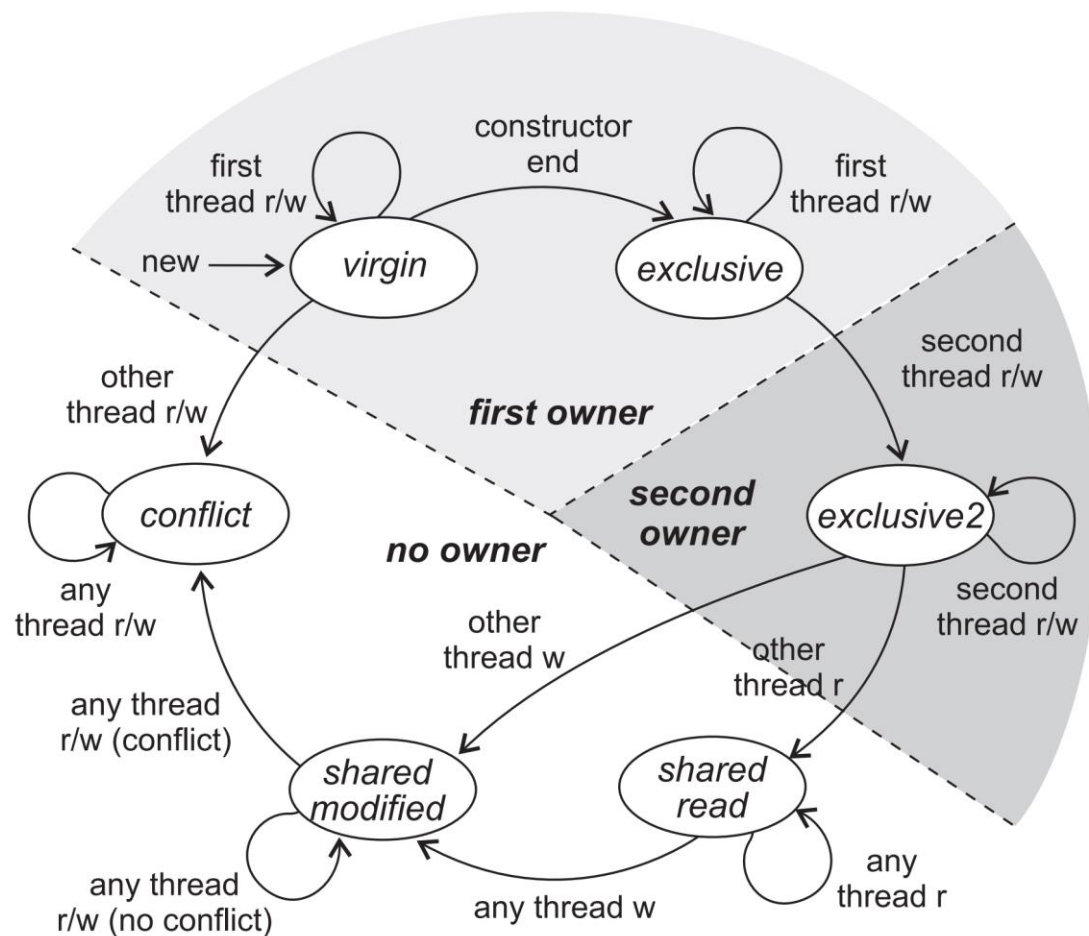 constructor
end
first
thread r/w
first
thread r/w
new
virgin
exclusive
other
thread r/w
second
thread r/w
first owner
second
owner
conflict
exclusive2
no owner
any
thread r/w
other
thread w
other
thread r
second
thread r/w
any thread
r/w (conflict)
shared
modified
shared
read
any thread
r/w (no conflict)
any thread w
any
thread r